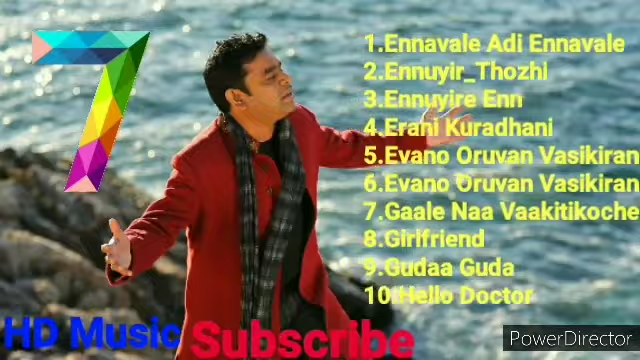 7
1.Ennavale Adi Ennavale
2.Ennuyir_Thozhi
3.Ennuyire Enn
4.Erani Kuradhani
5.Evano Oruvan Vasikiran
6.Evano Oruvan Vasikiran
7.Gaale Naa Vaakitikoche
8.Girlfriend
9.Gudaa Guda
10.Hello Doctor
HD Music Subscribe
PowerDirector